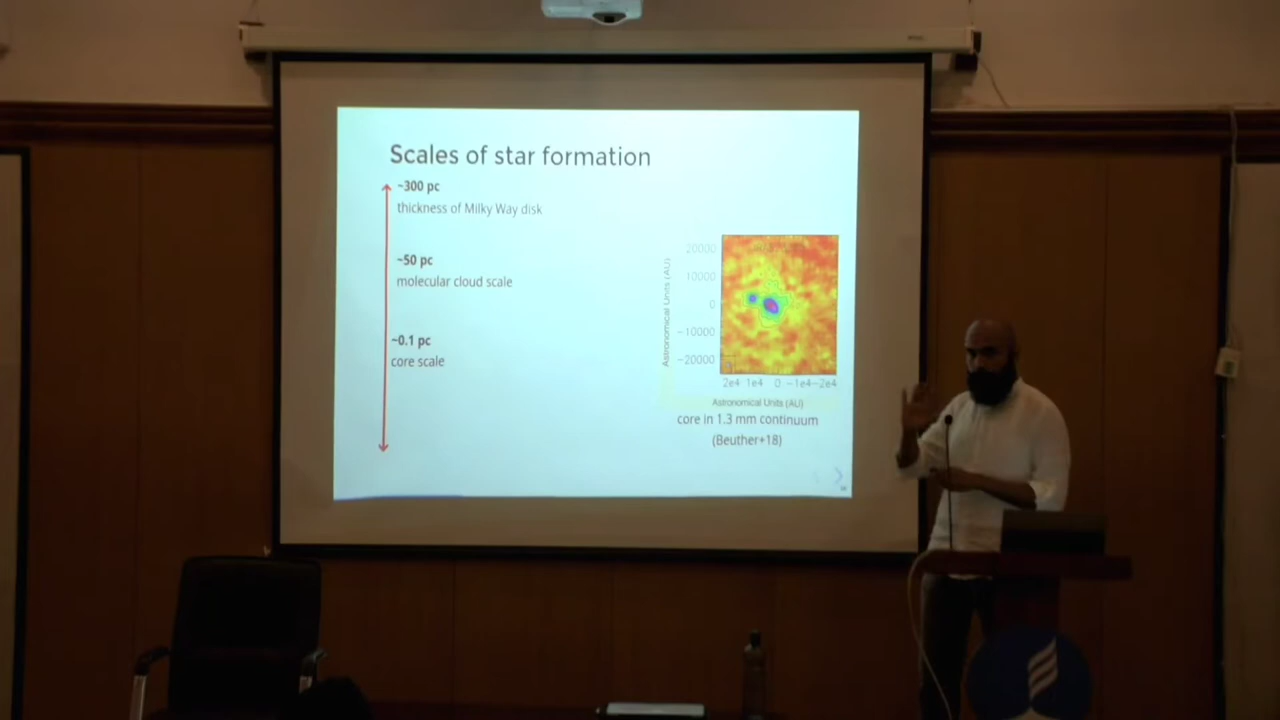 Scales of star formation
~300 pc
thickness of Milky Way disk
~50 pc
molecular cloud scale
~0.1 pc
core scale
Astronomical Units (AU)
20000
10000
0
−10000
−20000
2e4 1e4 0 −1e4−2e4
Astronomical Units (AU)
core in 1.3 mm continuum
(Beuther+18)